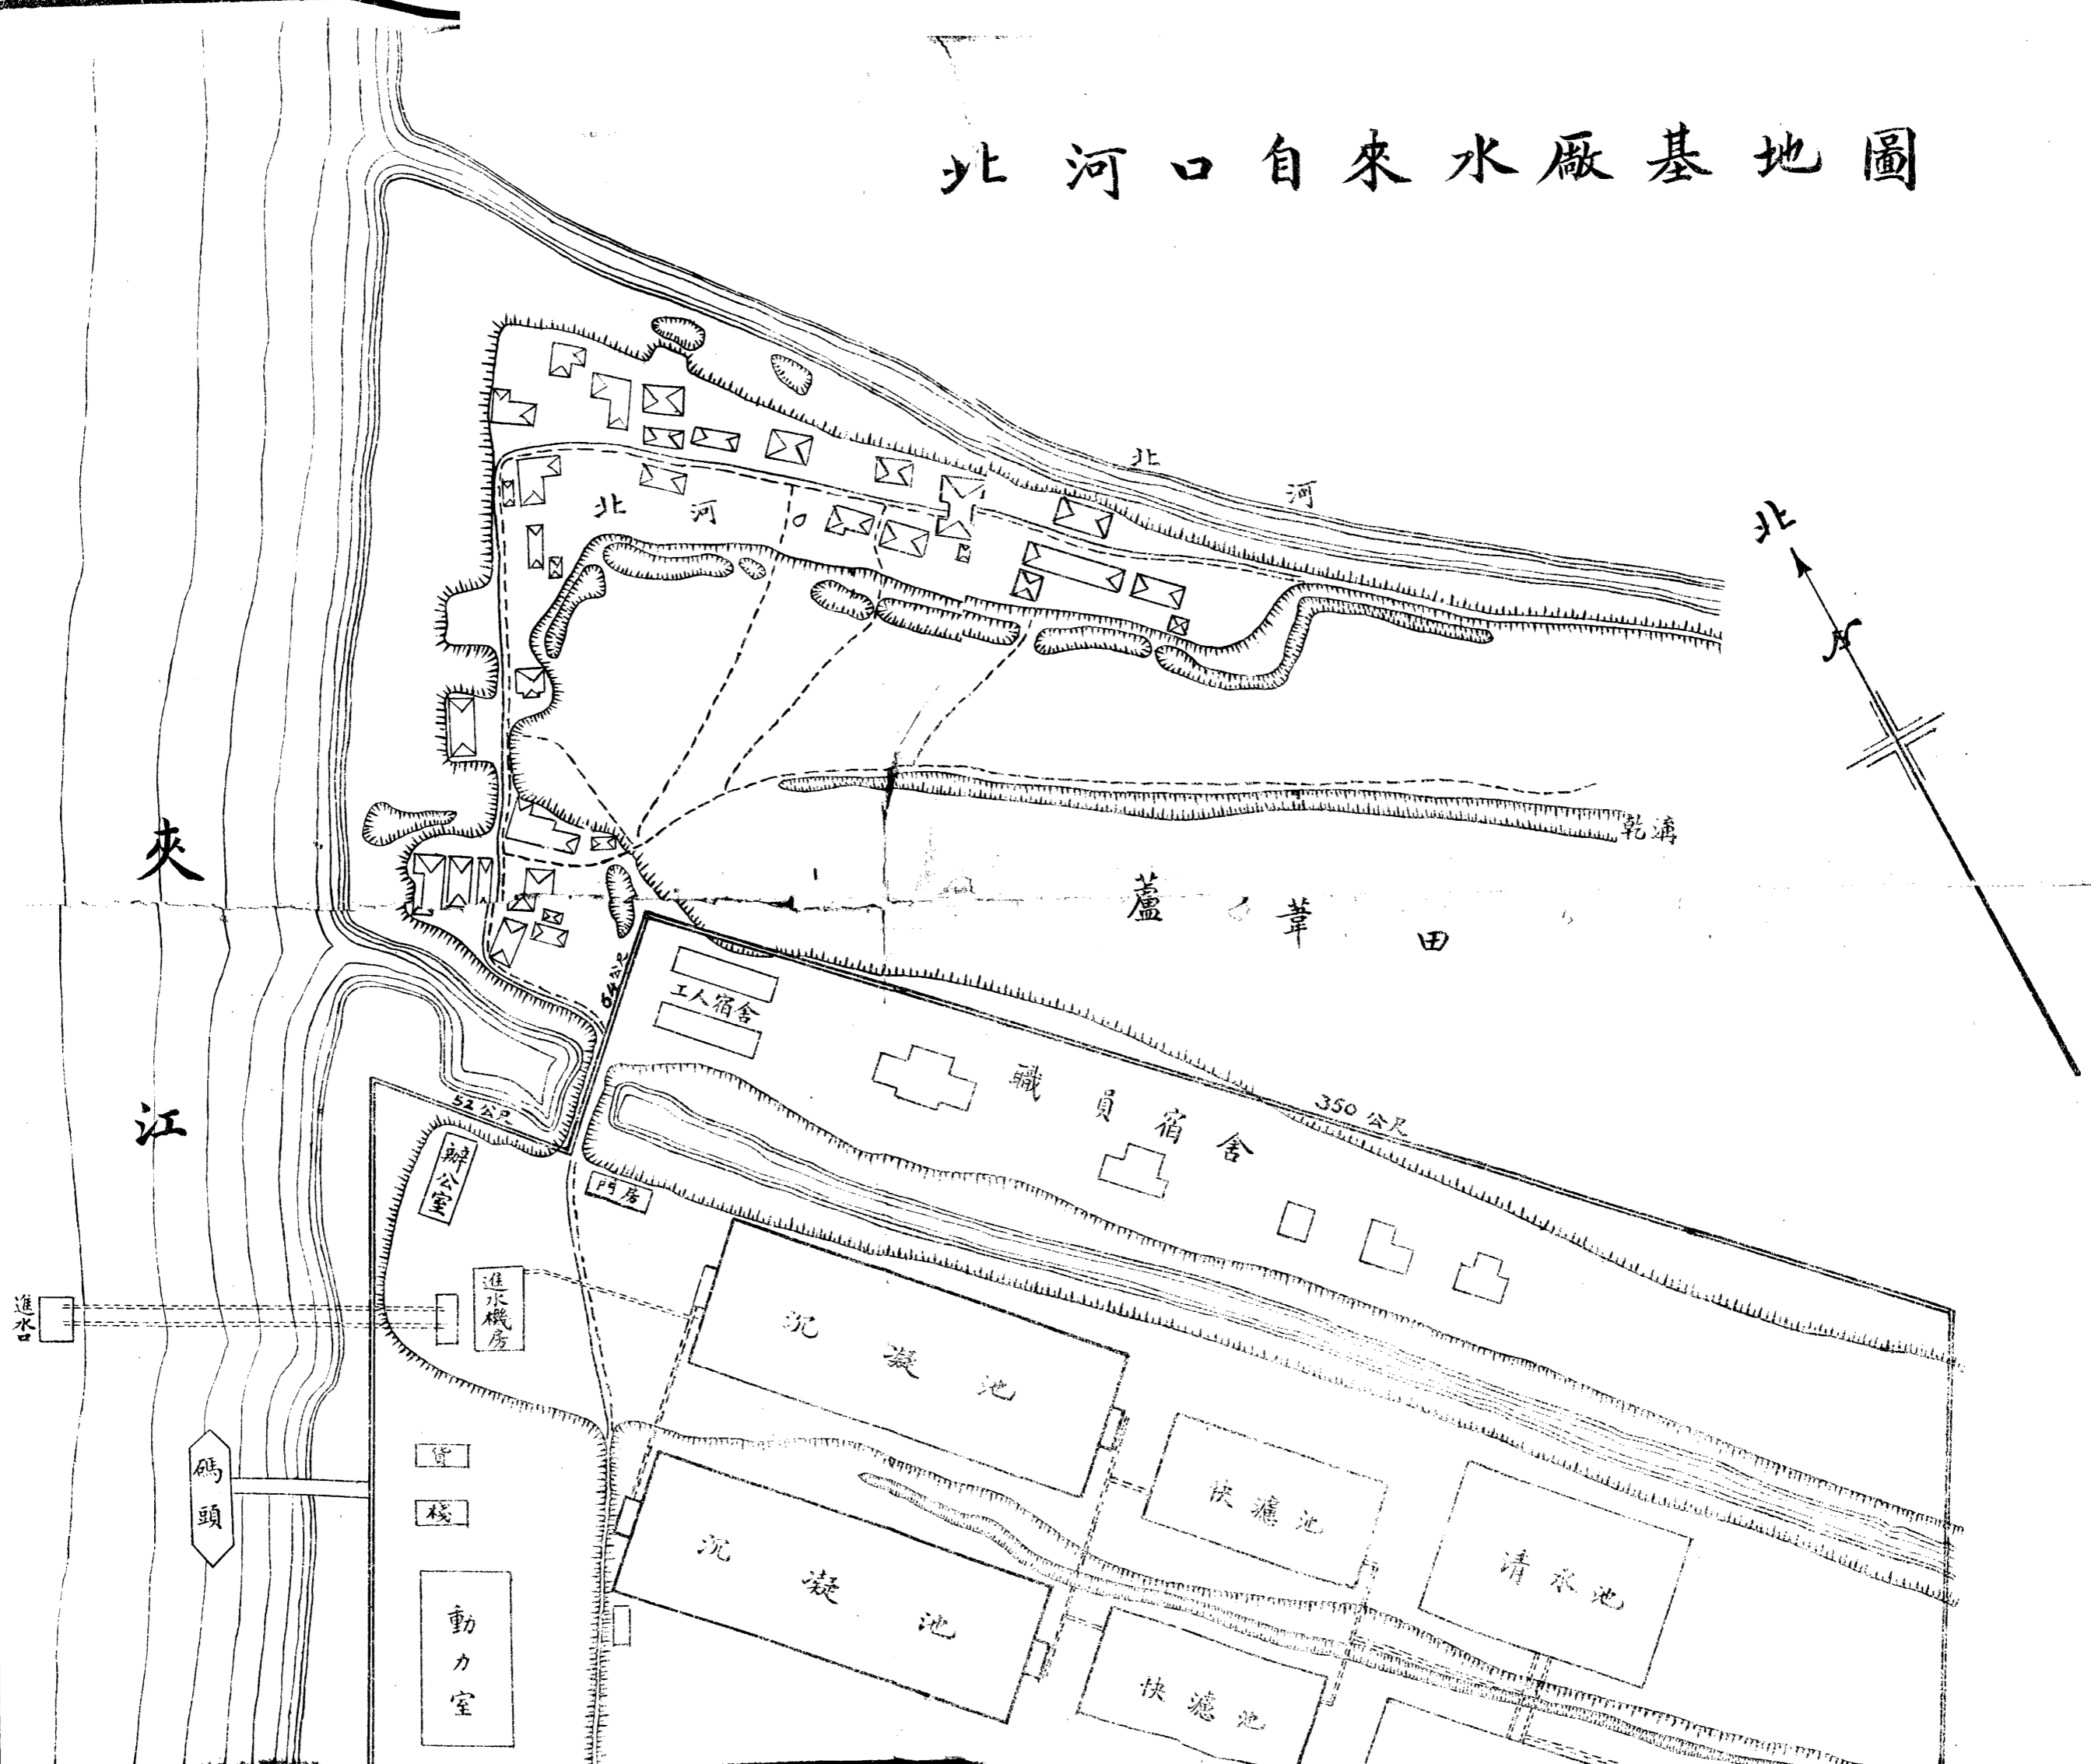 北河口自來水廠基地圖
北河
北
N
北河
乾溝
夾江
蘆葦田
64公尺
工人宿舍
職員宿舍
350公尺
52公尺
辦公室
門房
進水口
進水機房
沉凝池
碼頭
貨棧
快濾池
清水池
沉凝池
動力室
快濾池